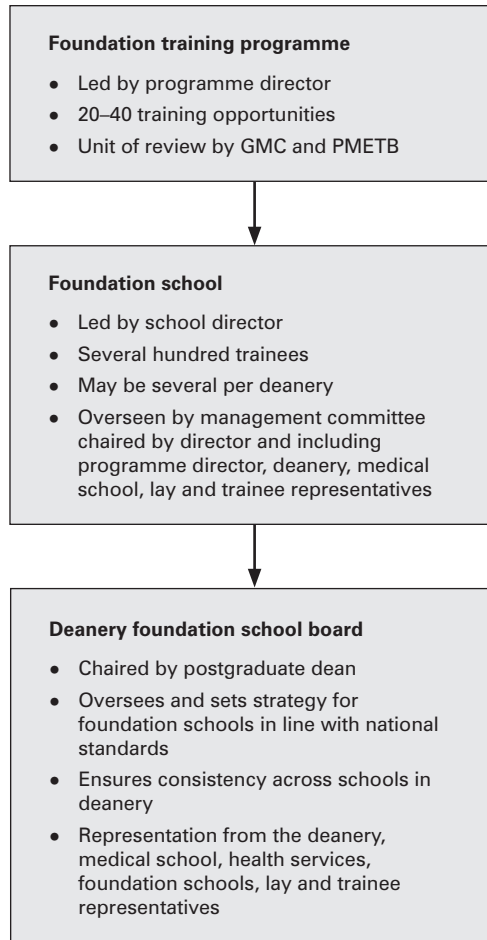 Foundation training programme
● Led by programme director
● 20–40 training opportunities
● Unit of review by GMC and PMETB
Foundation school
● Led by school director
● Several hundred trainees
● May be several per deanery
● Overseen by management committee
chaired by director and including
programme director, deanery, medical
school, lay and trainee representatives
Deanery foundation school board
● Chaired by postgraduate dean
● Oversees and sets strategy for
foundation schools in line with national
standards
● Ensures consistency across schools in
deanery
● Representation from the deanery,
medical school, health services,
foundation schools, lay and trainee
representatives